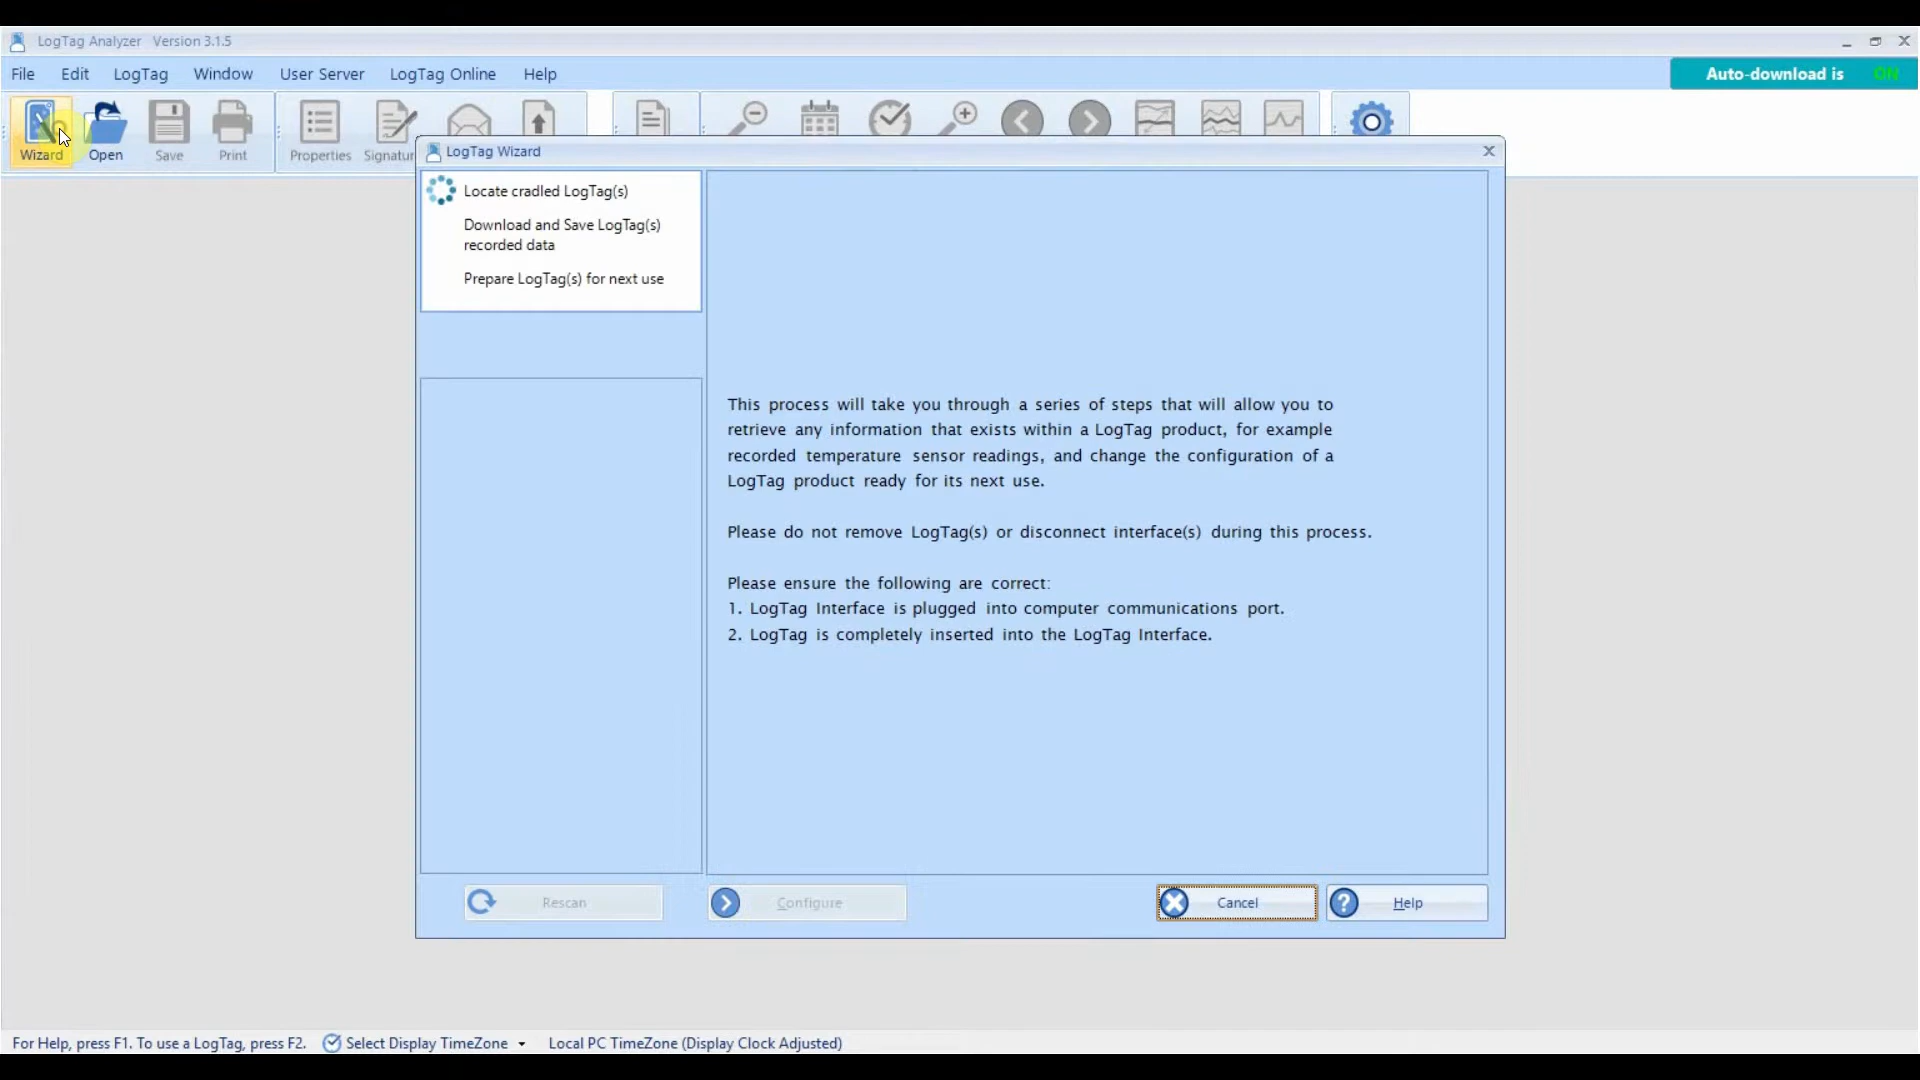 LogTag Analyzer Version 3.1.5
File Edit LogTag Window User Server LogTag Online Help
Auto-download is ON
Wizard Open Save Print Properties
LogTag Wizard
Locate cradled LogTag(s)
Download and Save LogTag(s)
recorded data
Prepare LogTag(s) for next use
This process will take you through a series of steps that will allow you to
retrieve any information that exists within a LogTag product, for example
recorded temperature sensor readings, and change the configuration of a
LogTag product ready for its next use.
Please do not remove LogTag(s) or disconnect interface(s) during this process.
Please ensure the following are correct:
1. LogTag Interface is plugged into computer communications port.
2. LogTag is completely inserted into the LogTag Interface.
Rescan Configure Cancel Help
For Help, press F1. To use a LogTag, press F2. Select Display TimeZone Local PC TimeZone (Display Clock Adjusted)